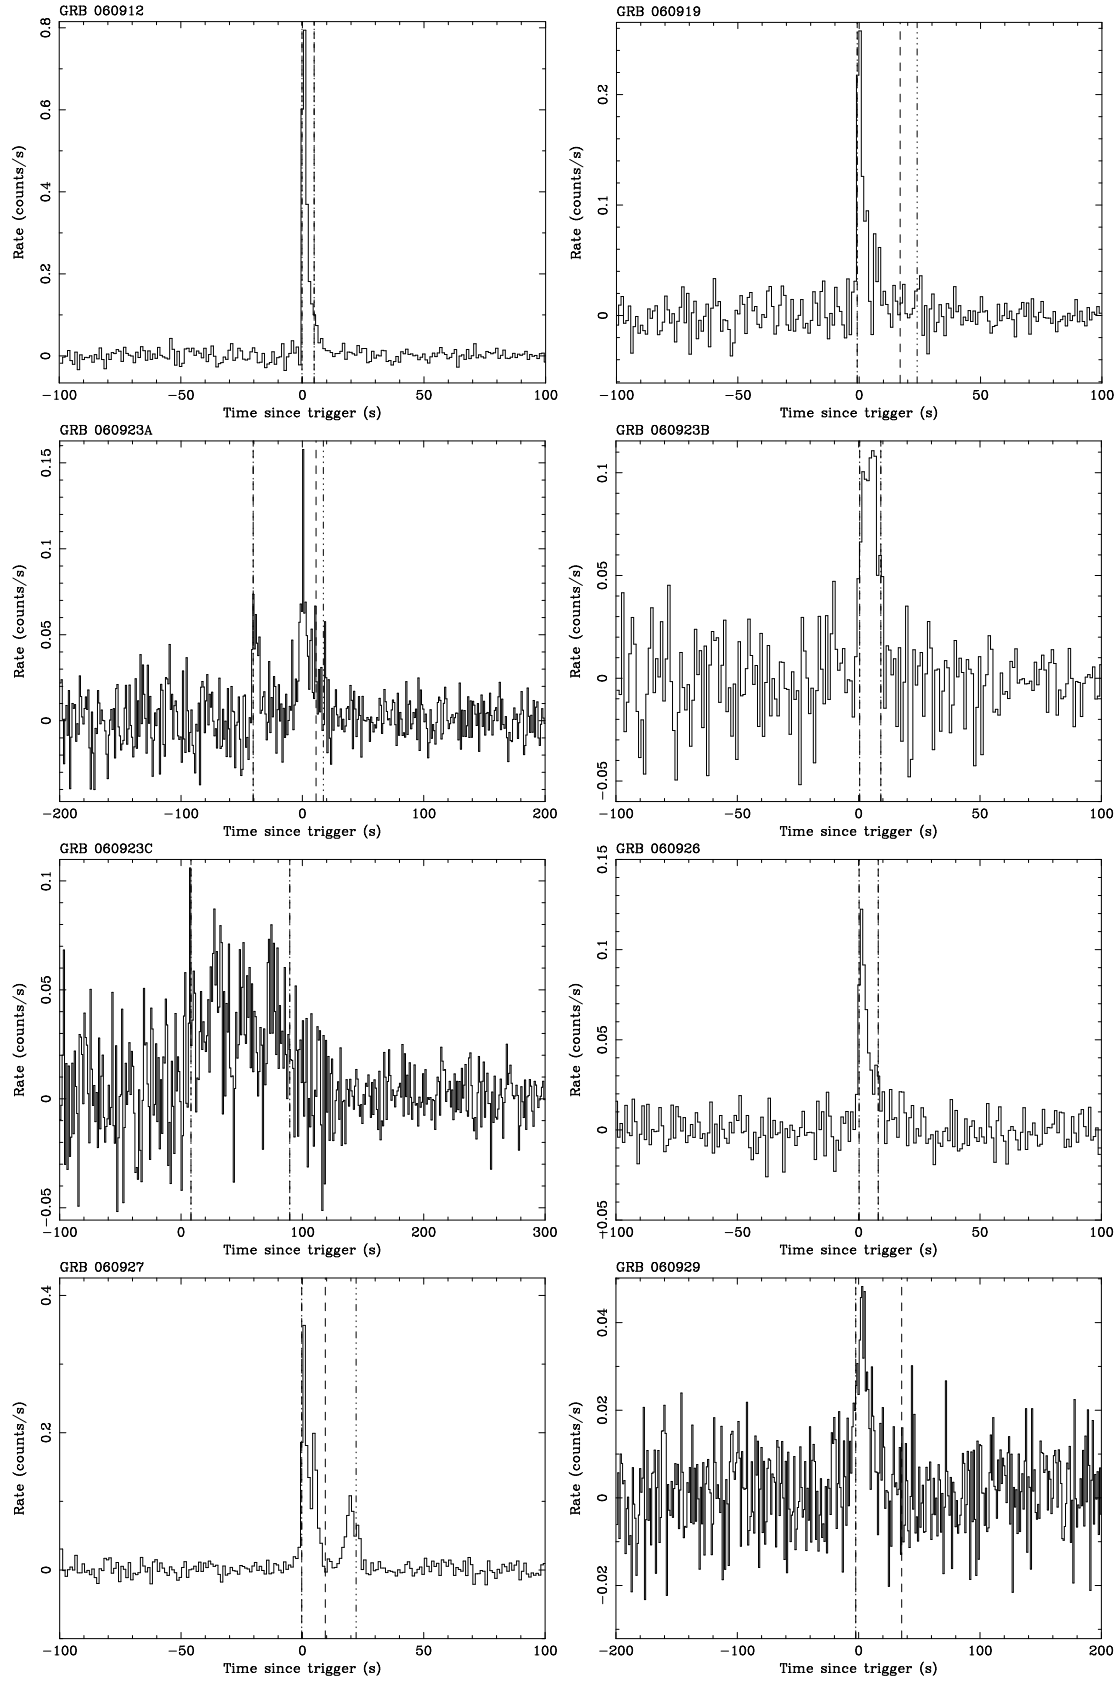 GRB 060912
0.8
0.6
0.4
0.2
0
Rate (counts/s)
−100 −50 0 50 100
Time since trigger (s)
GRB 060919
0.2
0.1
0
Rate (counts/s)
−100 −50 0 50 100
Time since trigger (s)
GRB 060923A
0.15
0.1
0.05
0
Rate (counts/s)
−200 −100 0 100 200
Time since trigger (s)
GRB 060923B
0.1
0.05
0
−0.05
Rate (counts/s)
−100 −50 0 50 100
Time since trigger (s)
GRB 060923C
0.1
0.05
0
−0.05
Rate (counts/s)
−100 0 100 200 300
Time since trigger (s)
GRB 060926
0.15
0.1
0.05
0
−0.05
Rate (counts/s)
−100 −50 0 50 100
Time since trigger (s)
GRB 060927
0.4
0.2
0
Rate (counts/s)
−100 −50 0 50 100
Time since trigger (s)
GRB 060929
0.04
0.02
0
−0.02
Rate (counts/s)
−200 −100 0 100 200
Time since trigger (s)